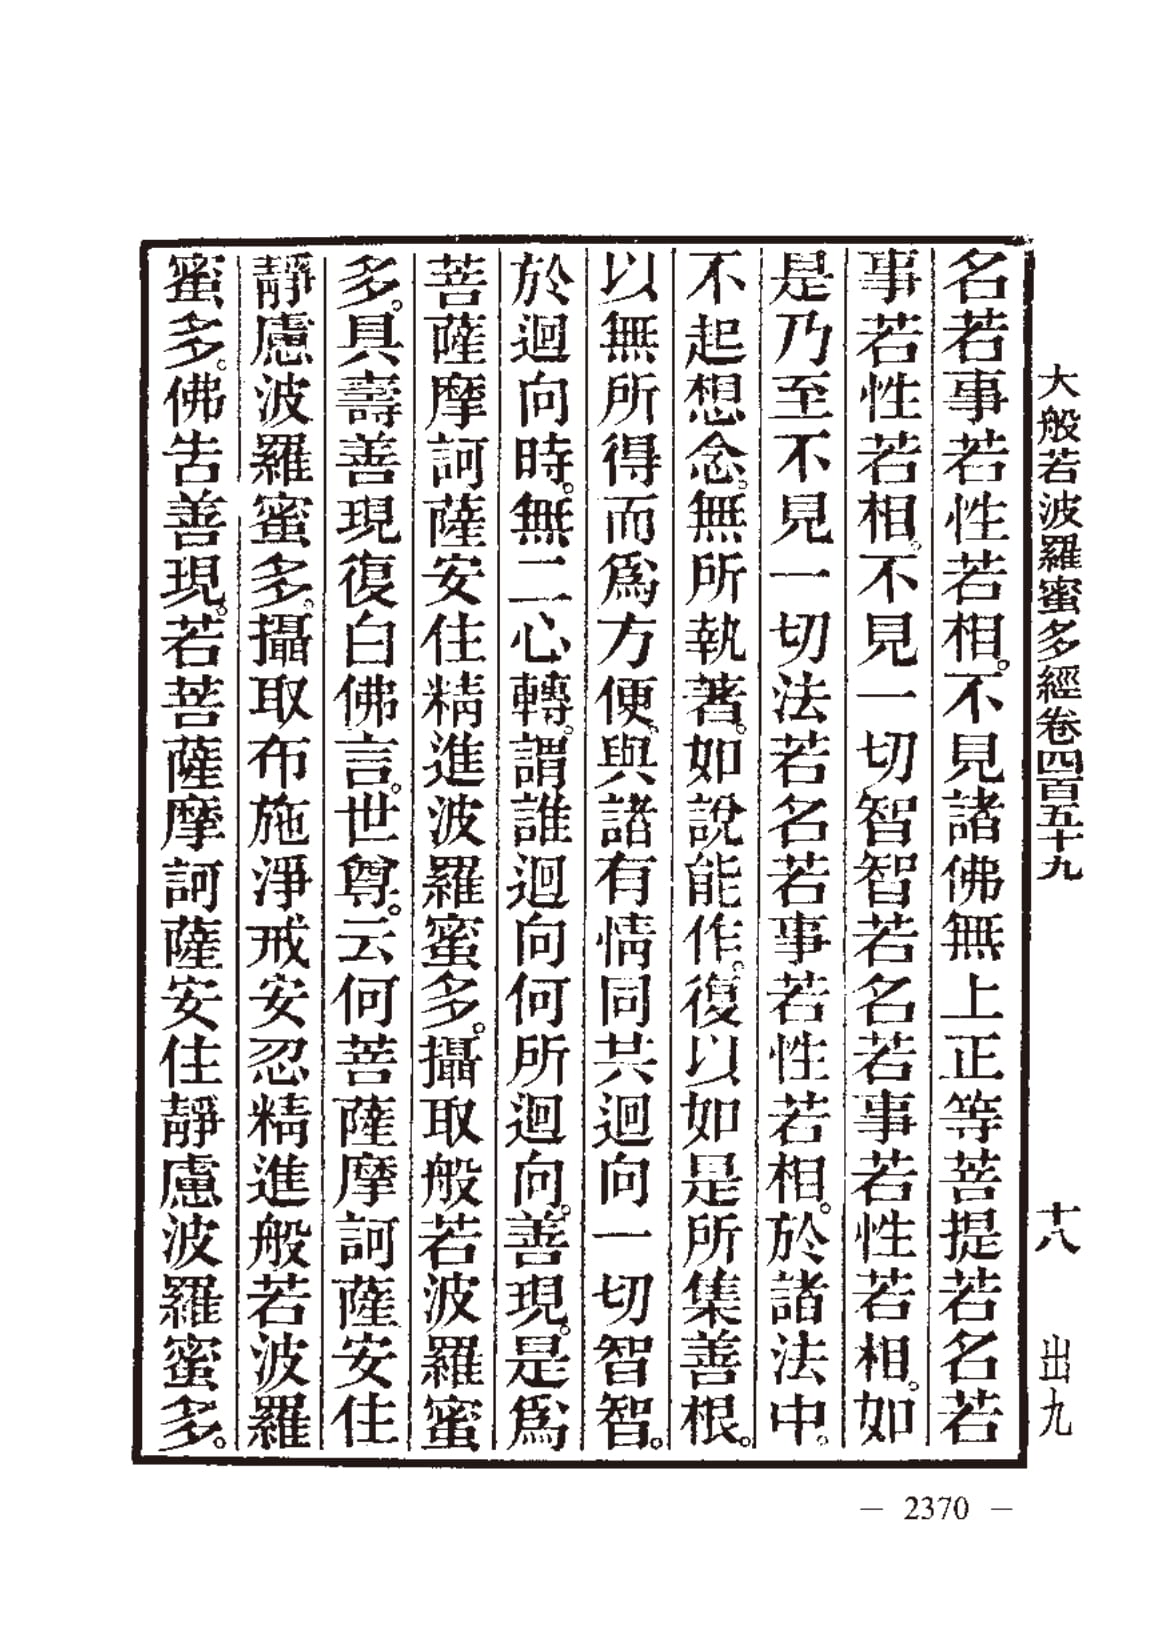 大般若波羅蜜多經卷四百五十九 十八 出九
名若事若性若相。不見諸佛無上正等菩提若名若
事若性若相。不見一切智智若名若事若性若相。如
是乃至不見一切法若名若事若性若相。於諸法中。
不起想念。無所執著。如說能作。復以如是所集善根。
以無所得而爲方便。與諸有情同共迴向一切智智。
於迴向時。無二心轉。謂誰迴向何所迴向。善現。是爲
菩薩摩訶薩安住精進波羅蜜多。攝取般若波羅蜜
多。具壽善現復白佛言。世尊。云何菩薩摩訶薩安住
靜慮波羅蜜多。攝取布施淨戒安忍精進般若波羅
蜜多。佛告善現。若菩薩摩訶薩安住靜慮波羅蜜多。
— 2370 —